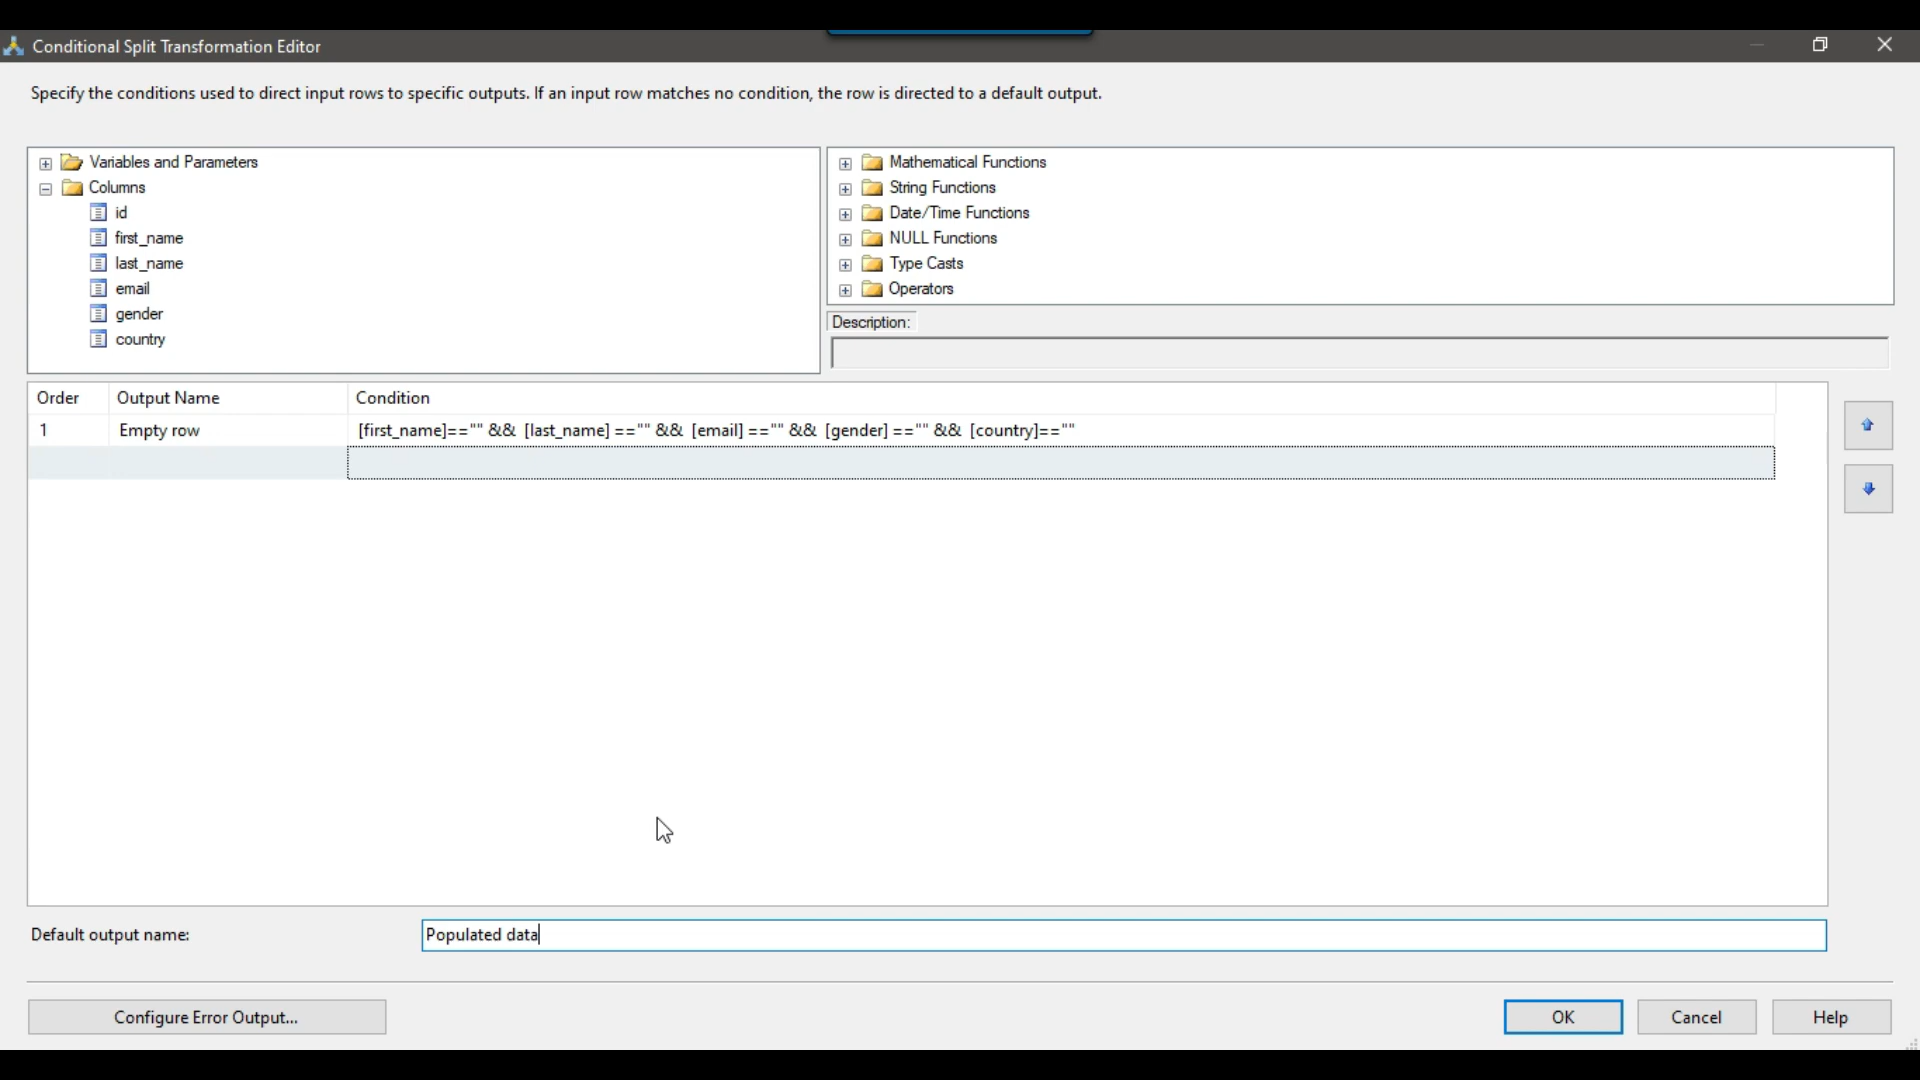 Conditional Split Transformation Editor
Specify the conditions used to direct input rows to specific outputs. If an input row matches no condition, the row is directed to a default output.
Variables and Parameters
Columns
id
first_name
last_name
email
gender
country
Mathematical Functions
String Functions
Date/Time Functions
NULL Functions
Type Casts
Operators
Description:
Order Output Name Condition
1 Empty row [first_name]=="" && [last_name] =="" && [email] =="" && [gender] =="" && [country]==""
Default output name: Populated data
Configure Error Output... OK Cancel Help